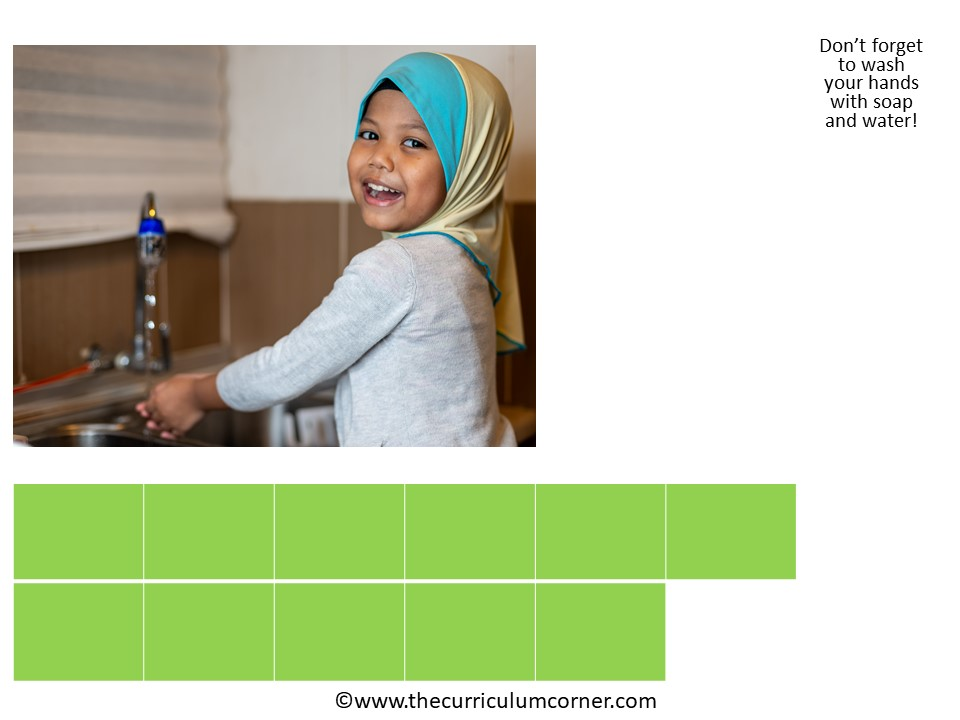 Don’t forget
to wash
your hands
with soap
and water!
©www.thecurriculumcorner.com